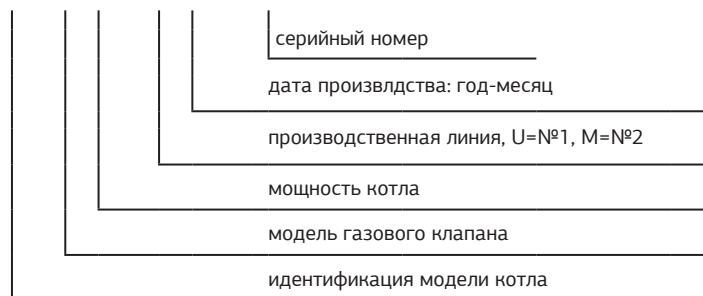 серийный номер
дата произвлдства: год-месяц
производственная линия, U=№1, M=№2
мощность котла
модель газового клапана
идентификация модели котла